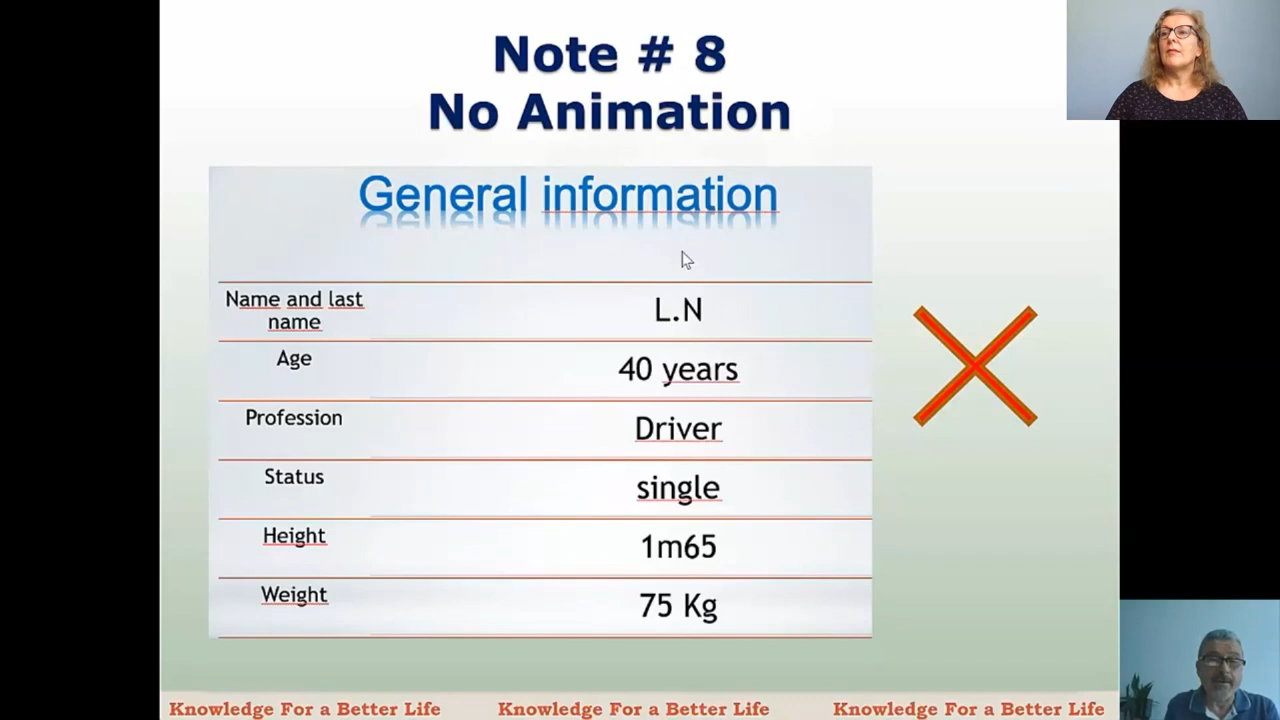 Note # 8
No Animation
General information
Name and last name
L.N
Age
40 years
Profession
Driver
Status
single
Height
1m65
Weight
75 Kg
Knowledge For a Better Life
Knowledge For a Better Life
Knowledge For a Better Life